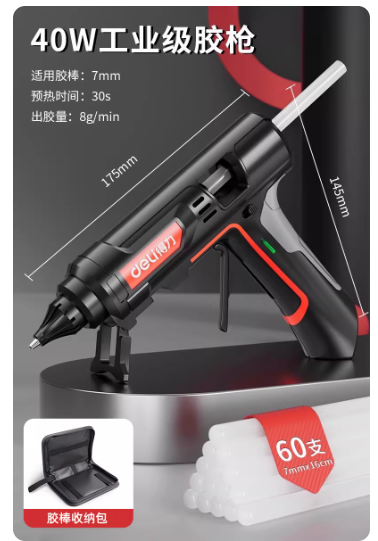 40W工业级胶枪
适用胶棒：7mm
预热时间：30s
出胶量：8g/min
175mm
145mm
deli得力
60支
7mmx16cm
胶棒收纳包